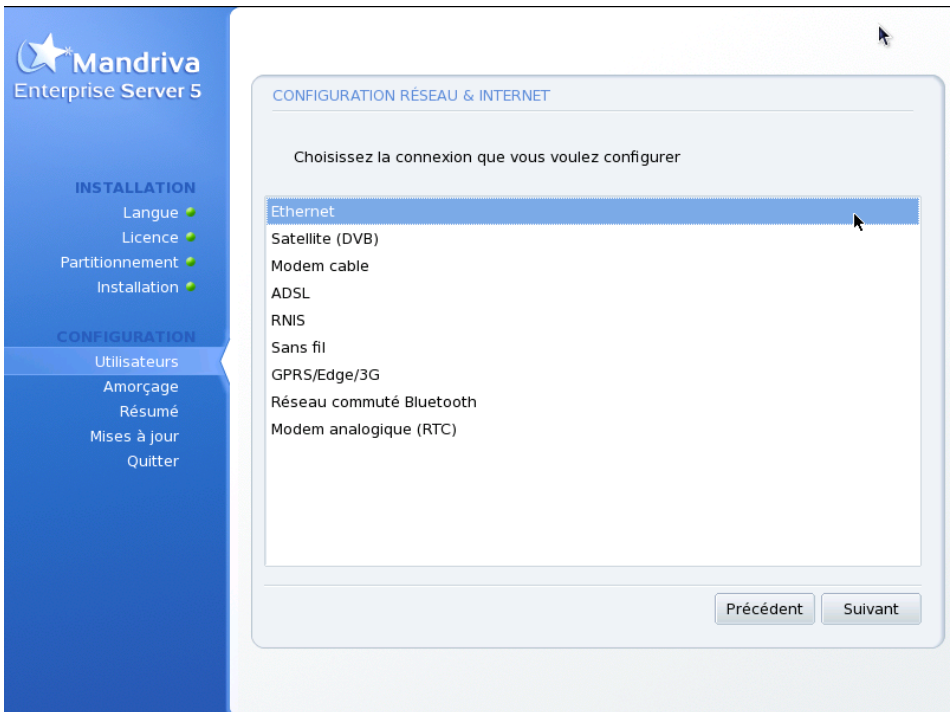 Mandriva
Enterprise Server 5
INSTALLATION
Langue
Licence
Partitionnement
Installation
CONFIGURATION
Utilisateurs
Amorçage
Résumé
Mises à jour
Quitter
CONFIGURATION RÉSEAU & INTERNET
Choisissez la connexion que vous voulez configurer
Ethernet
Satellite (DVB)
Modem cable
ADSL
RNIS
Sans fil
GPRS/Edge/3G
Réseau commuté Bluetooth
Modem analogique (RTC)
Précédent
Suivant